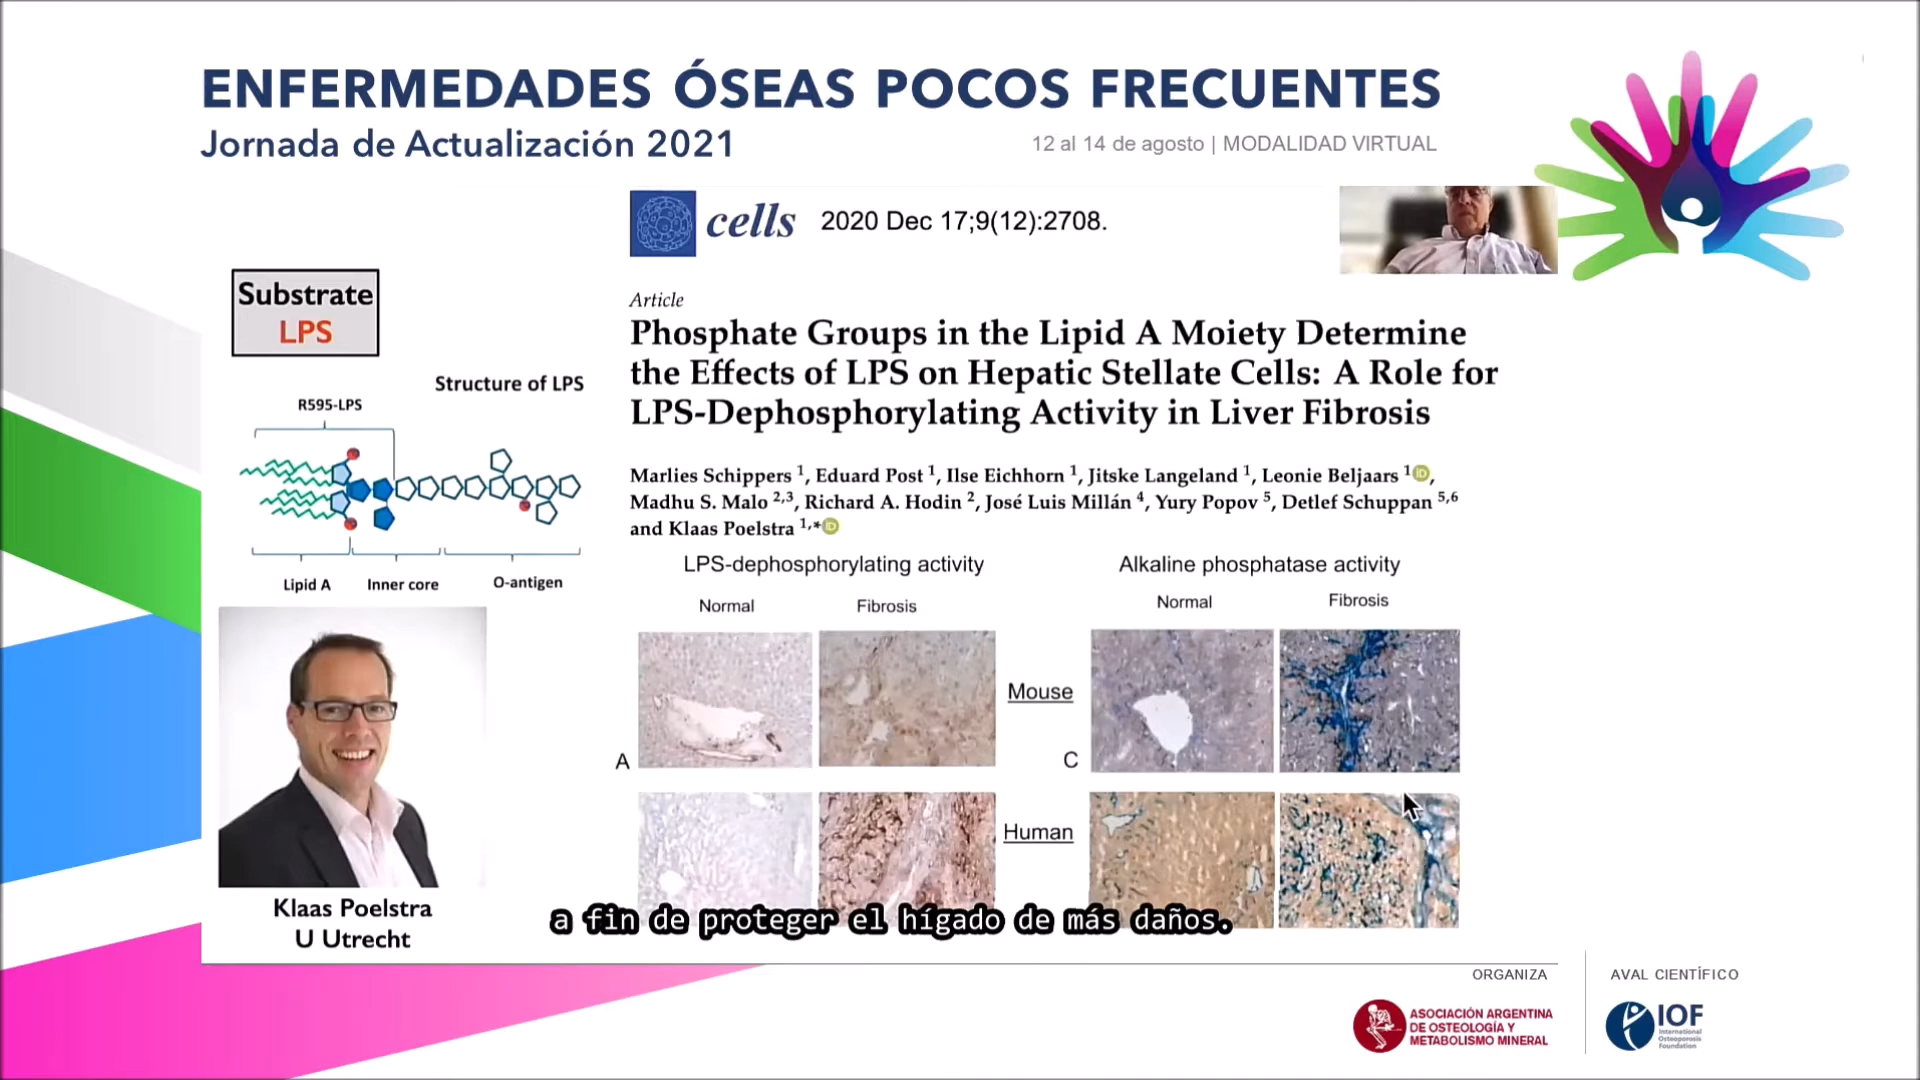 ENFERMEDADES ÓSEAS POCOS FRECUENTES
Jornada de Actualización 2021
12 al 14 de agosto | MODALIDAD VIRTUAL
cells
2020 Dec 17;9(12):2708.
Substrate
LPS
Structure of LPS
R595-LPS
Lipid A
Inner core
O-antigen
Article
Phosphate Groups in the Lipid A Moiety Determine
the Effects of LPS on Hepatic Stellate Cells: A Role for
LPS-Dephosphorylating Activity in Liver Fibrosis
Marlies Schippers 1, Eduard Post 1, Ilse Eichhorn 1, Jitske Langeland 1, Leonie Beljaars 1 iD,
Madhu S. Malo 2,3, Richard A. Hodin 2, José Luis Millán 4, Yury Popov 5, Detlef Schuppan 5,6
and Klaas Poelstra 1,* iD
LPS-dephosphorylating activity
Alkaline phosphatase activity
Normal
Fibrosis
Normal
Fibrosis
Mouse
A
C
Human
Klaas Poelstra
U Utrecht
a fin de proteger el hígado de más daños.
ORGANIZA
AVAL CIENTÍFICO
ASOCIACIÓN ARGENTINA
DE OSTEOLOGÍA Y
METABOLISMO MINERAL
IOF
International
Osteoporosis
Foundation